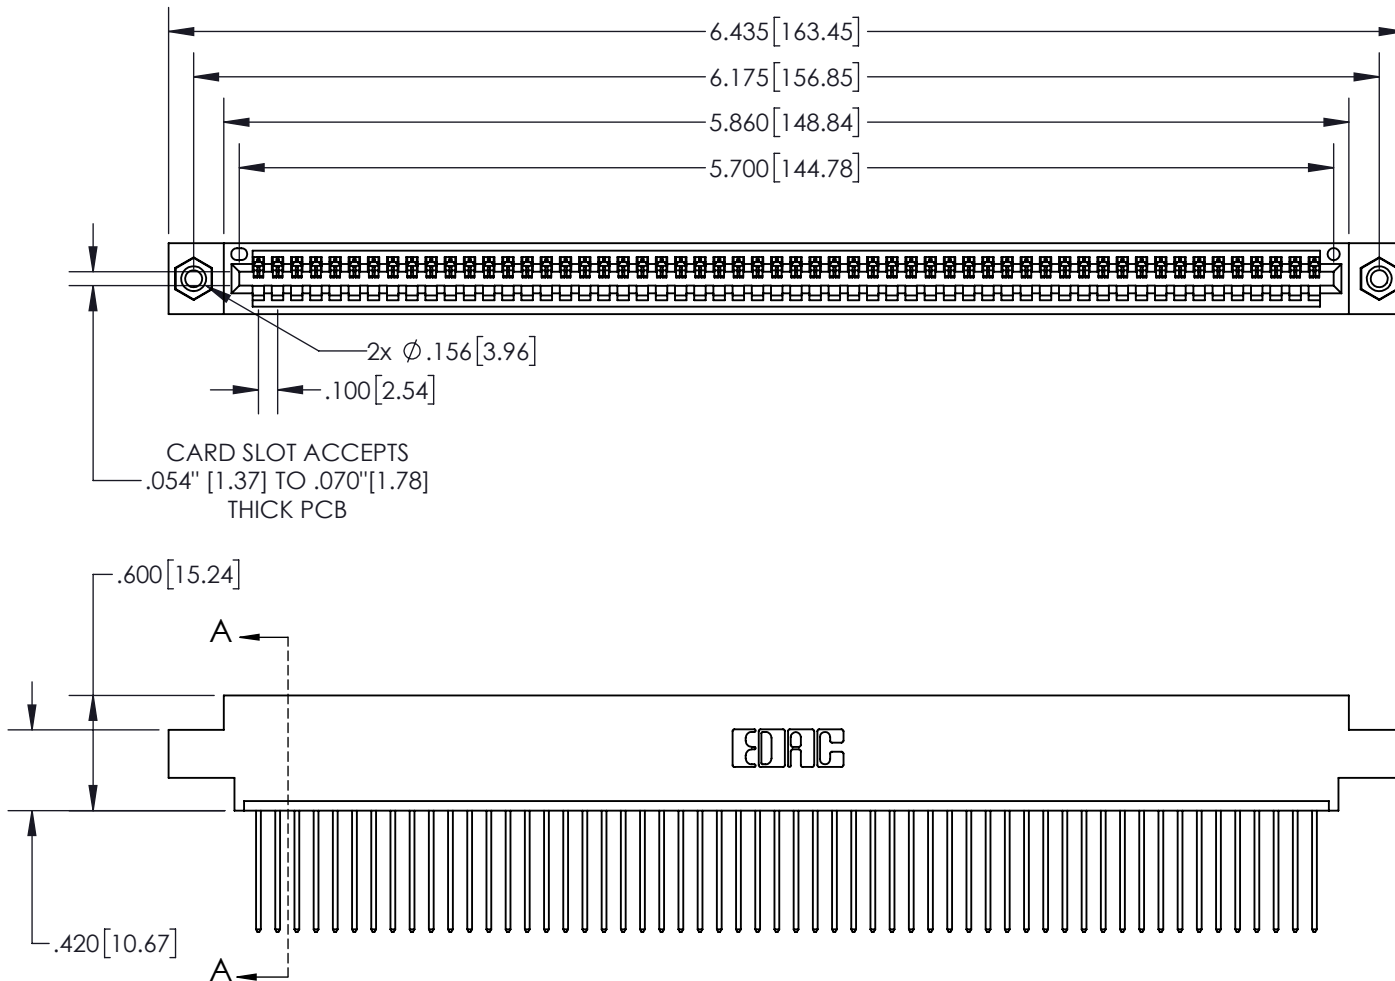 6.435[163.45]
6.175[156.85]
5.860[148.84]
5.700[144.78]
2x Ø.156[3.96]
.100[2.54]
CARD SLOT ACCEPTS
.054" [1.37] TO .070"[1.78]
THICK PCB
.600[15.24]
A
EDAC
.420[10.67]
A